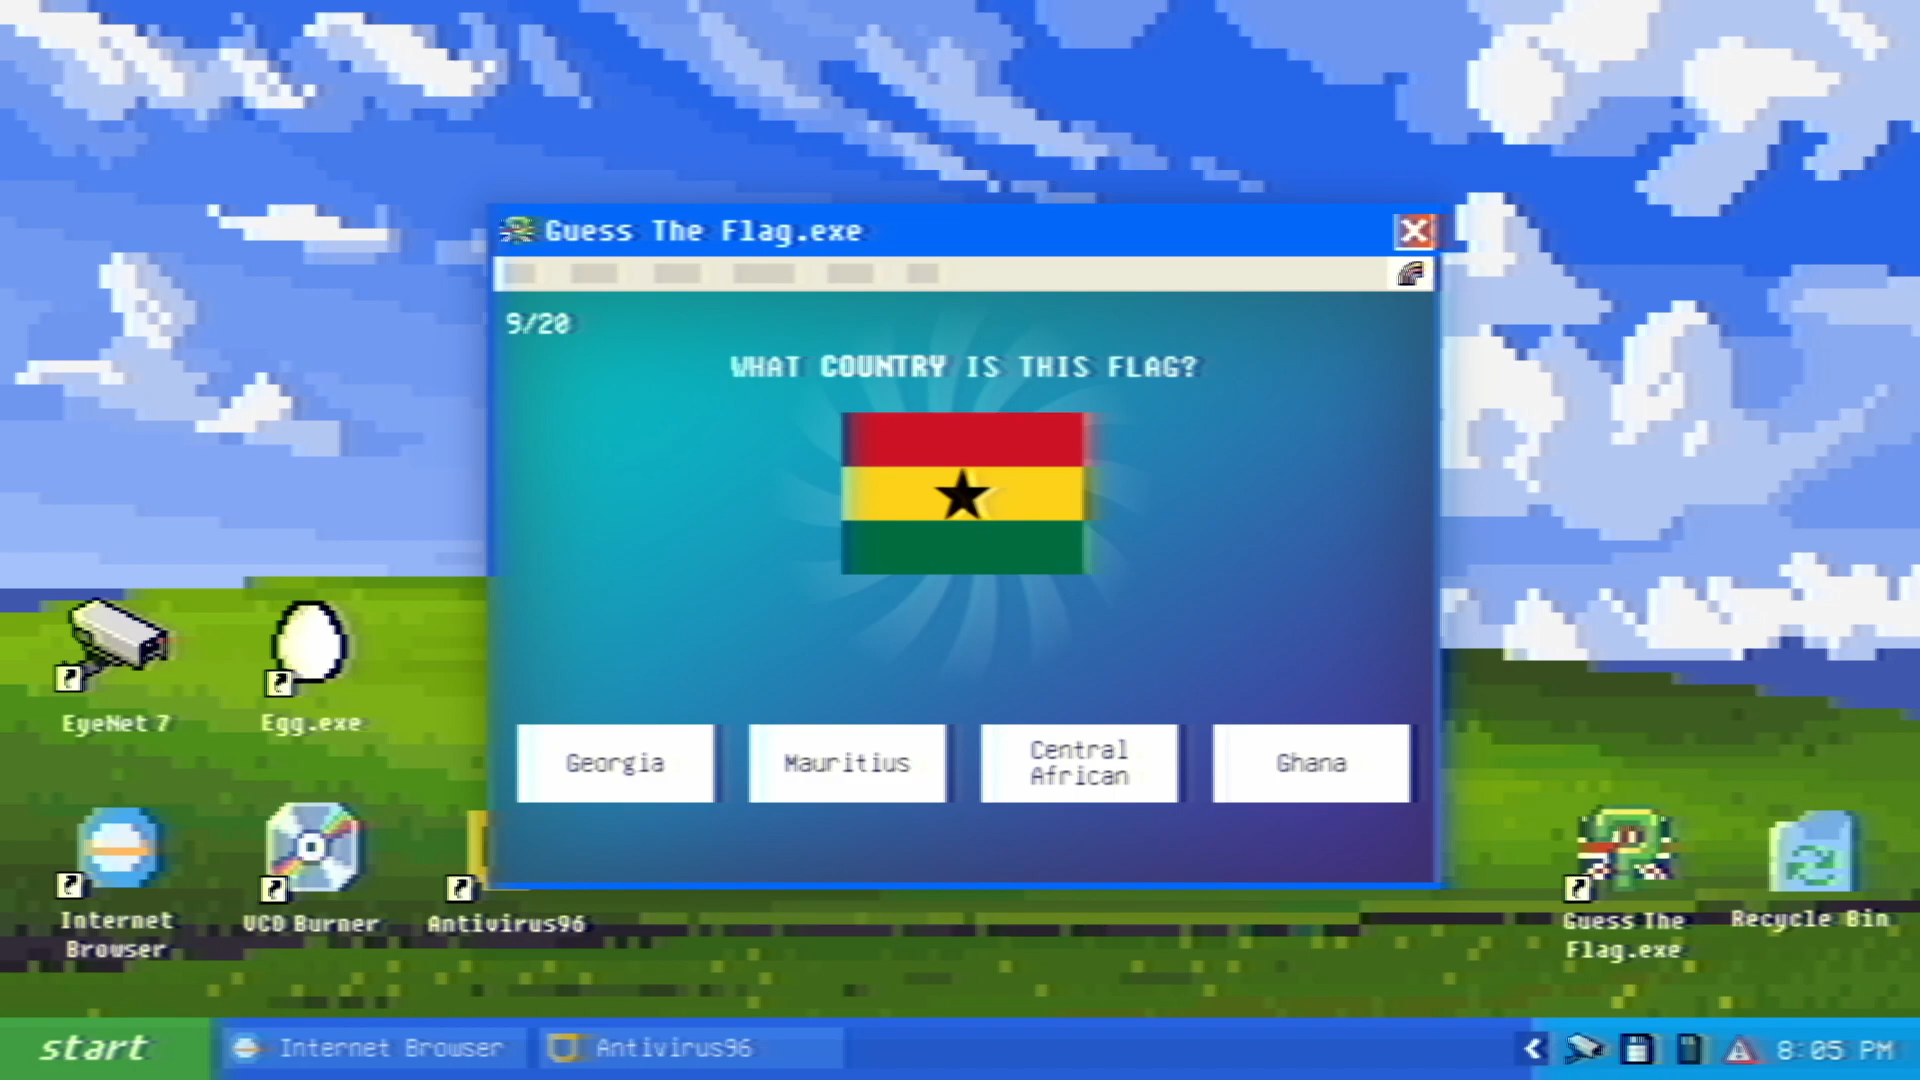 Guess The Flag.exe
9/20
WHAT COUNTRY IS THIS FLAG?
Georgia
Mauritius
Central
African
Ghana
EyeNet 7
Egg.exe
Internet
Browser
VCD Burner
Antivirus96
Guess The
Flag.exe
Recycle Bin
start
Internet Browser
Antivirus96
8:05 PM